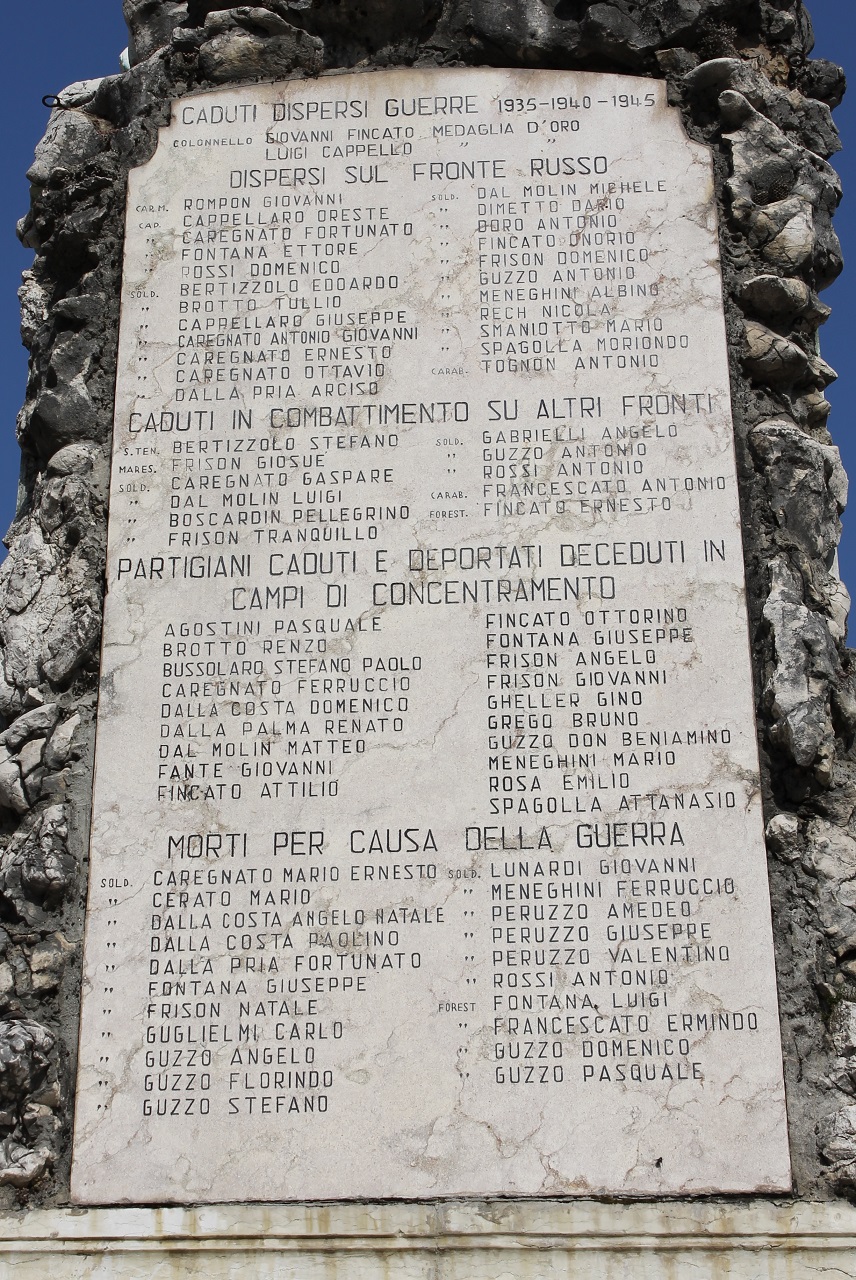 CADUTI DISPERSI GUERRE 1935-1940-1945
COLONNELLO GIOVANNI FINCATO MEDAGLIA D'ORO
LUIGI CAPPELLO " "
DISPERSI SUL FRONTE RUSSO
CAR.M. ROMPON GIOVANNI
CAP. CAPPELLARO ORESTE
" CAREGNATO FORTUNATO
" FONTANA ETTORE
" ROSSI DOMENICO
SOLD. BERTIZZOLO EDOARDO
" BROTTO TULLIO
" CAPPELLARO GIUSEPPE
" CAREGNATO ANTONIO GIOVANNI
" CAREGNATO ERNESTO
" CAREGNATO OTTAVIO
" DALLA PRIA ARCISO
SOLD. DAL MOLIN MICHELE
" DIMETTO DARIO
" DORO ANTONIO
" FINCATO ONORIO
" FRISON DOMENICO
" GUZZO ANTONIO
" MENEGHINI ALBINO
" RECH NICOLA
" SMANIOTTO MARIO
" SPAGOLLA MORIONDO
CARAB. TOGNON ANTONIO
CADUTI IN COMBATTIMENTO SU ALTRI FRONTI
S.TEN. BERTIZZOLO STEFANO
MARES. FRISON GIOSUE
SOLD. CAREGNATO GASPARE
" DAL MOLIN LUIGI
" BOSCARDIN PELLEGRINO
" FRISON TRANQUILLO
SOLD. GABRIELLI ANGELO
" GUZZO ANTONIO
" ROSSI ANTONIO
CARAB. FRANCESCATO ANTONIO
FOREST. FINCATO ERNESTO
PARTIGIANI CADUTI E DEPORTATI DECEDUTI IN
CAMPI DI CONCENTRAMENTO
AGOSTINI PASQUALE
BROTTO RENZO
BUSSOLARO STEFANO PAOLO
CAREGNATO FERRUCCIO
DALLA COSTA DOMENICO
DALLA PALMA RENATO
DAL MOLIN MATTEO
FANTE GIOVANNI
FINCATO ATTILIO
FINCATO OTTORINO
FONTANA GIUSEPPE
FRISON ANGELO
FRISON GIOVANNI
GHELLER GINO
GREGO BRUNO
GUZZO DON BENIAMINO
MENEGHINI MARIO
ROSA EMILIO
SPAGOLLA ATTANASIO
MORTI PER CAUSA DELLA GUERRA
SOLD. CAREGNATO MARIO ERNESTO
" CERATO MARIO
" DALLA COSTA ANGELO NATALE
" DALLA COSTA PAOLINO
" DALLA PRIA FORTUNATO
" FONTANA GIUSEPPE
" FRISON NATALE
" GUGLIELMI CARLO
" GUZZO ANGELO
" GUZZO FLORINDO
" GUZZO STEFANO
SOLD. LUNARDI GIOVANNI
" MENEGHINI FERRUCCIO
" PERUZZO AMEDEO
" PERUZZO GIUSEPPE
" PERUZZO VALENTINO
" ROSSI ANTONIO
FOREST FONTANA LUIGI
" FRANCESCATO ERMINDO
" GUZZO DOMENICO
" GUZZO PASQUALE